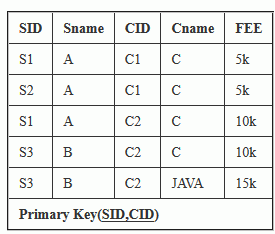 SID Sname CID Cname FEE
S1 A C1 C 5k
S2 A C1 C 5k
S1 A C2 C 10k
S3 B C2 C 10k
S3 B C2 JAVA 15k
Primary Key(SID,CID)